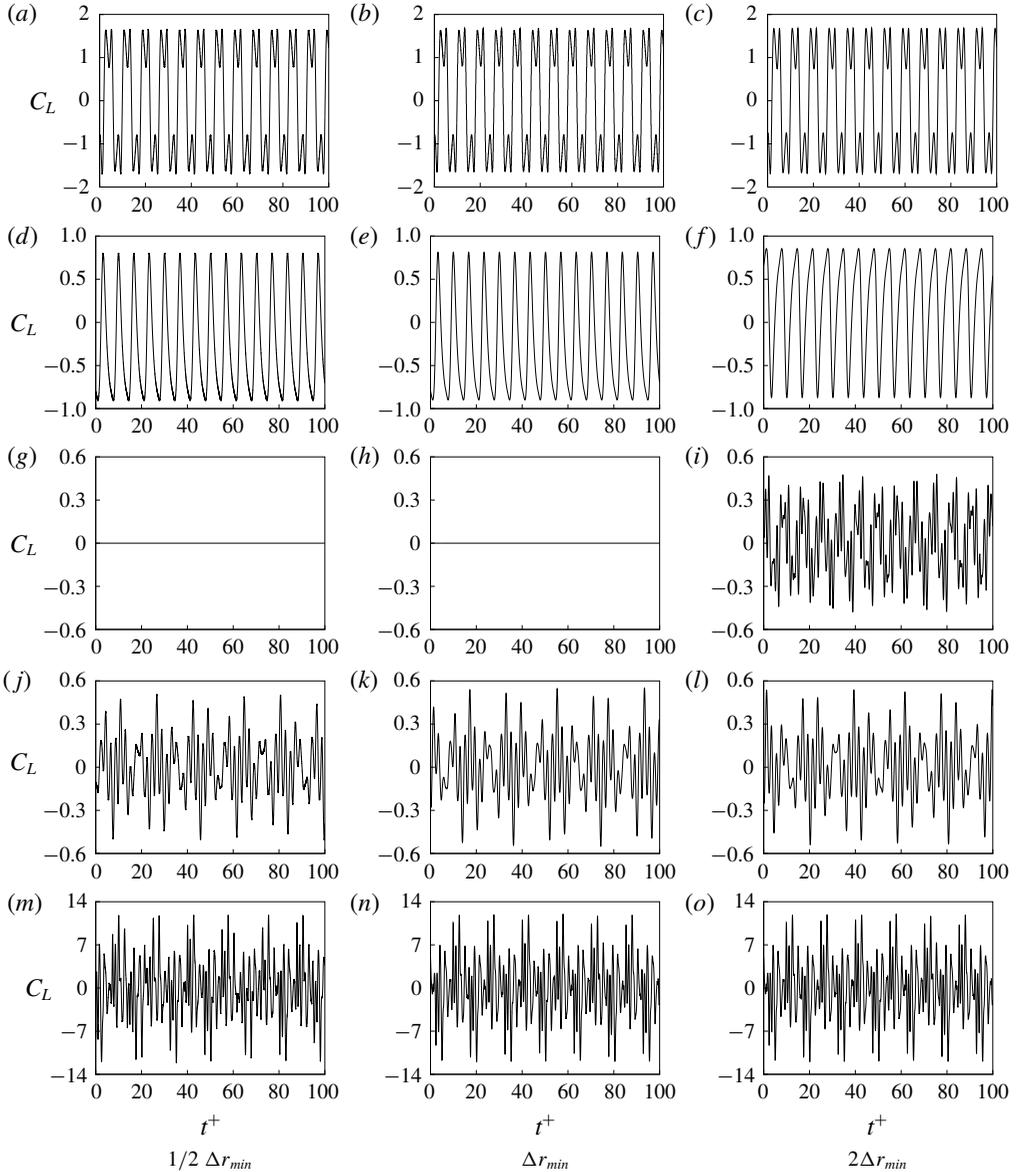 (a) (b) (c)
2 2 2
1 1 1
C_L 0 0 0
−1 −1 −1
−2 −2 −2
0 20 40 60 80 100 0 20 40 60 80 100 0 20 40 60 80 100
(d) (e) (f)
1.0 1.0 1.0
0.5 0.5 0.5
C_L 0 0 0
−0.5 −0.5 −0.5
−1.0 −1.0 −1.0
0 20 40 60 80 100 0 20 40 60 80 100 0 20 40 60 80 100
(g) (h) (i)
0.6 0.6 0.6
0.3 0.3 0.3
C_L 0 0 0
−0.3 −0.3 −0.3
−0.6 −0.6 −0.6
0 20 40 60 80 100 0 20 40 60 80 100 0 20 40 60 80 100
(j) (k) (l)
0.6 0.6 0.6
0.3 0.3 0.3
C_L 0 0 0
−0.3 −0.3 −0.3
−0.6 −0.6 −0.6
0 20 40 60 80 100 0 20 40 60 80 100 0 20 40 60 80 100
(m) (n) (o)
14 14 14
7 7 7
C_L 0 0 0
−7 −7 −7
−14 −14 −14
0 20 40 60 80 100 0 20 40 60 80 100 0 20 40 60 80 100
t⁺ t⁺ t⁺
1/2 Δr_min Δr_min 2Δr_min